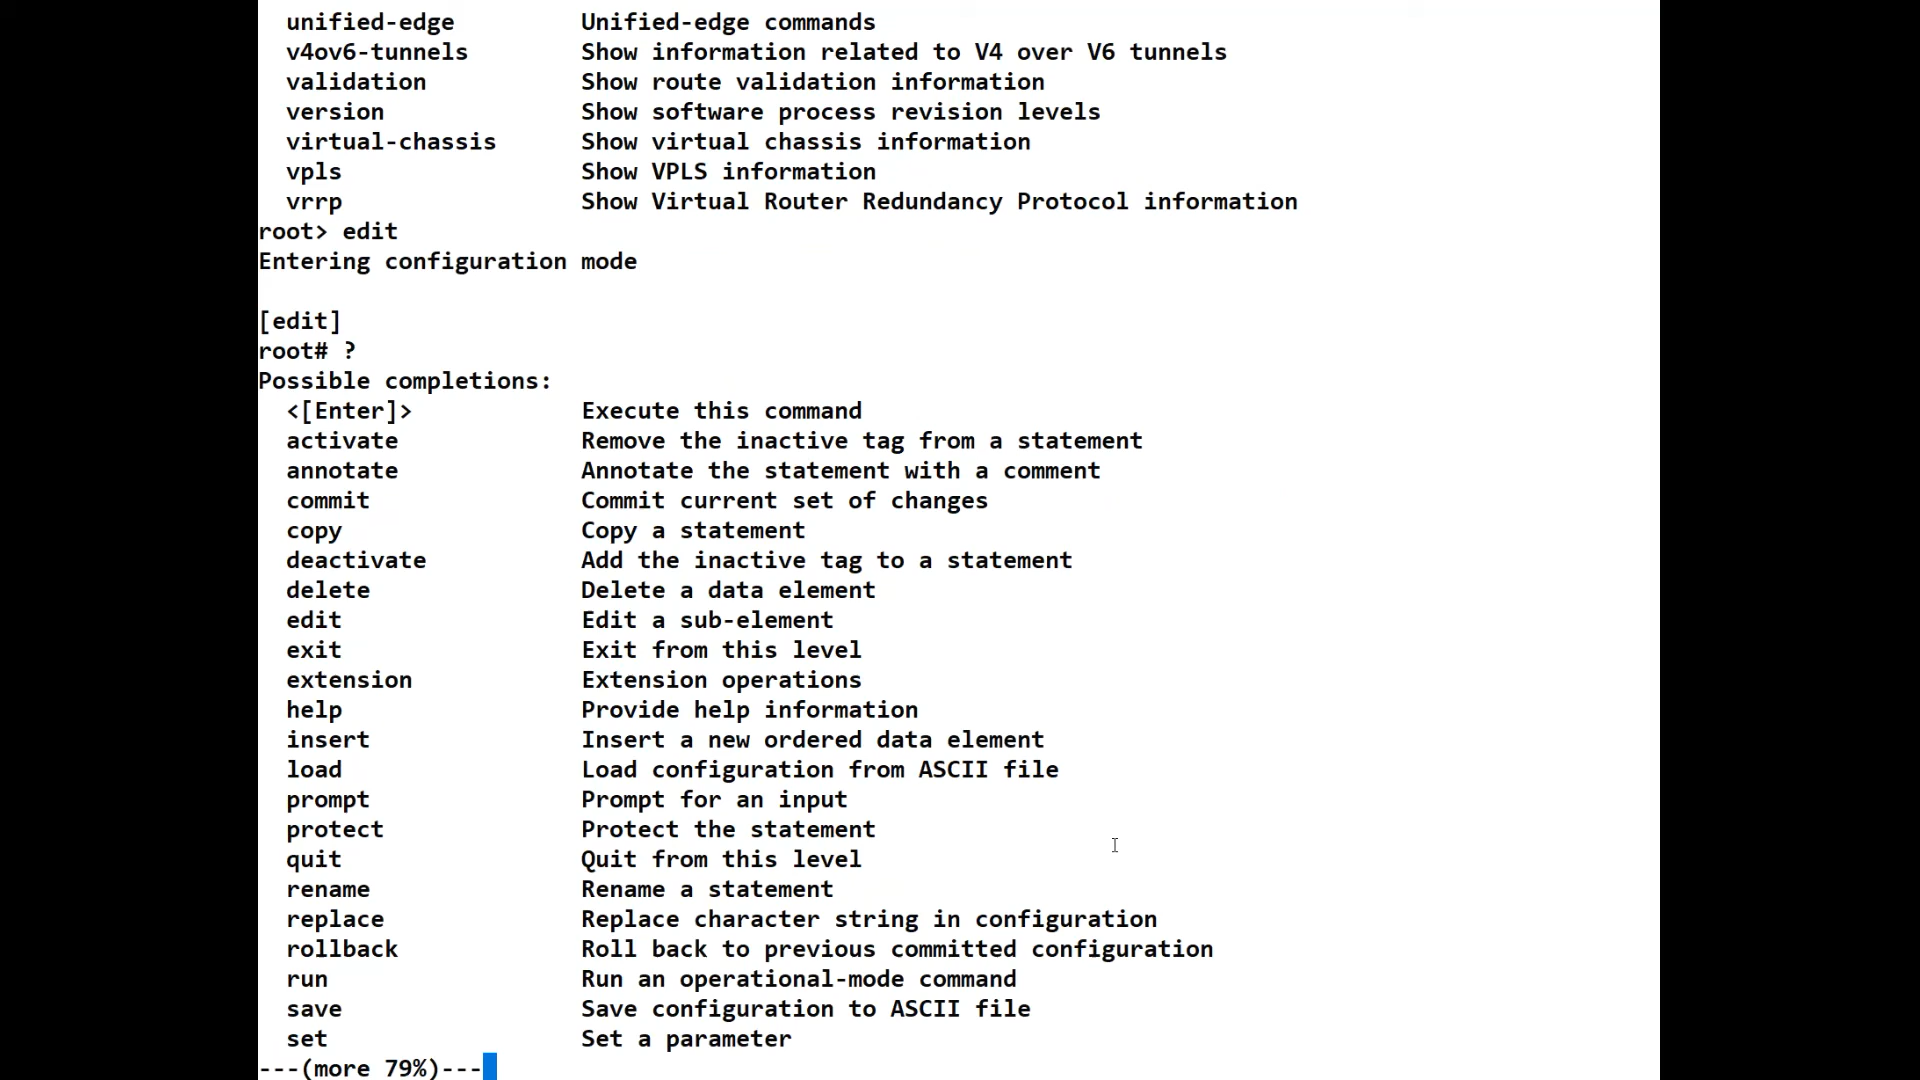 unified-edge Unified-edge commands
v4ov6-tunnels Show information related to V4 over V6 tunnels
validation Show route validation information
version Show software process revision levels
virtual-chassis Show virtual chassis information
vpls Show VPLS information
vrrp Show Virtual Router Redundancy Protocol information
root> edit
Entering configuration mode
[edit]
root# ?
Possible completions:
<[Enter]> Execute this command
activate Remove the inactive tag from a statement
annotate Annotate the statement with a comment
commit Commit current set of changes
copy Copy a statement
deactivate Add the inactive tag to a statement
delete Delete a data element
edit Edit a sub-element
exit Exit from this level
extension Extension operations
help Provide help information
insert Insert a new ordered data element
load Load configuration from ASCII file
prompt Prompt for an input
protect Protect the statement
quit Quit from this level
rename Rename a statement
replace Replace character string in configuration
rollback Roll back to previous committed configuration
run Run an operational-mode command
save Save configuration to ASCII file
set Set a parameter
---(more 79%)---